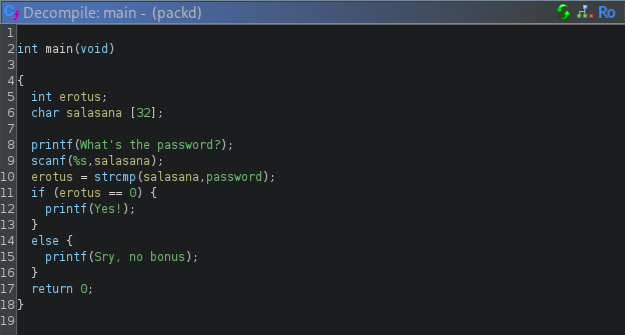 Decompile: main - (packd)
Ro
1
2 int main(void)
3
4 {
5   int erotus;
6   char salasana [32];
7
8   printf(What's the password?);
9   scanf(%s,salasana);
10   erotus = strcmp(salasana,password);
11   if (erotus == 0) {
12     printf(Yes!);
13   }
14   else {
15     printf(Sry, no bonus);
16   }
17   return 0;
18 }
19